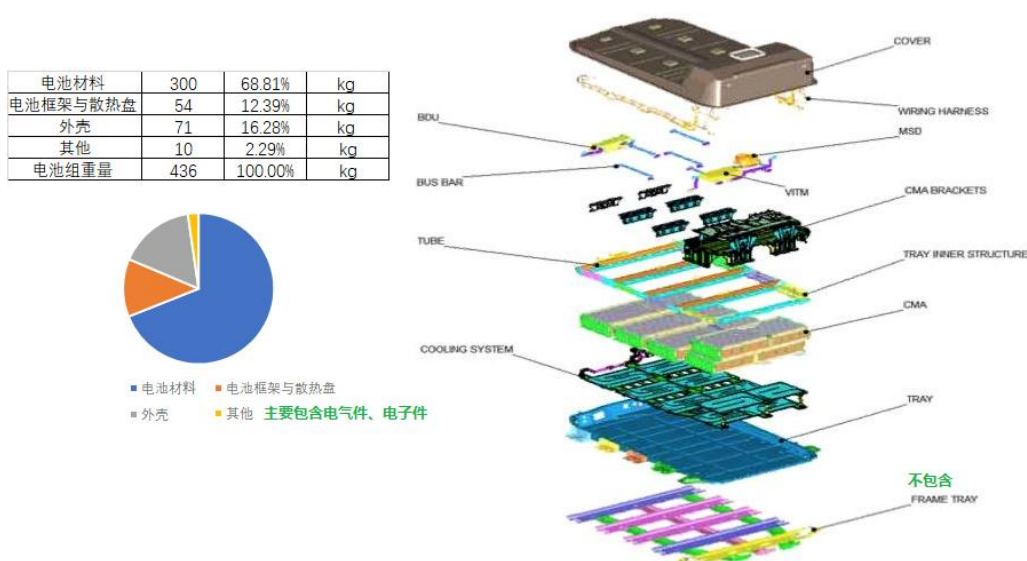 电池材料 300 68.81% kg
电池框架与散热盘 54 12.39% kg
外壳 71 16.28% kg
其他 10 2.29% kg
电池组重量 436 100.00% kg
电池材料 电池框架与散热盘
外壳 其他 主要包含电气件、电子件
COVER
WIRING HARNESS
BDU
MSD
BUS BAR
VITM
CMA BRACKETS
TUBE
TRAY INNER STRUCTURE
CMA
COOLING SYSTEM
TRAY
不包含
FRAME TRAY